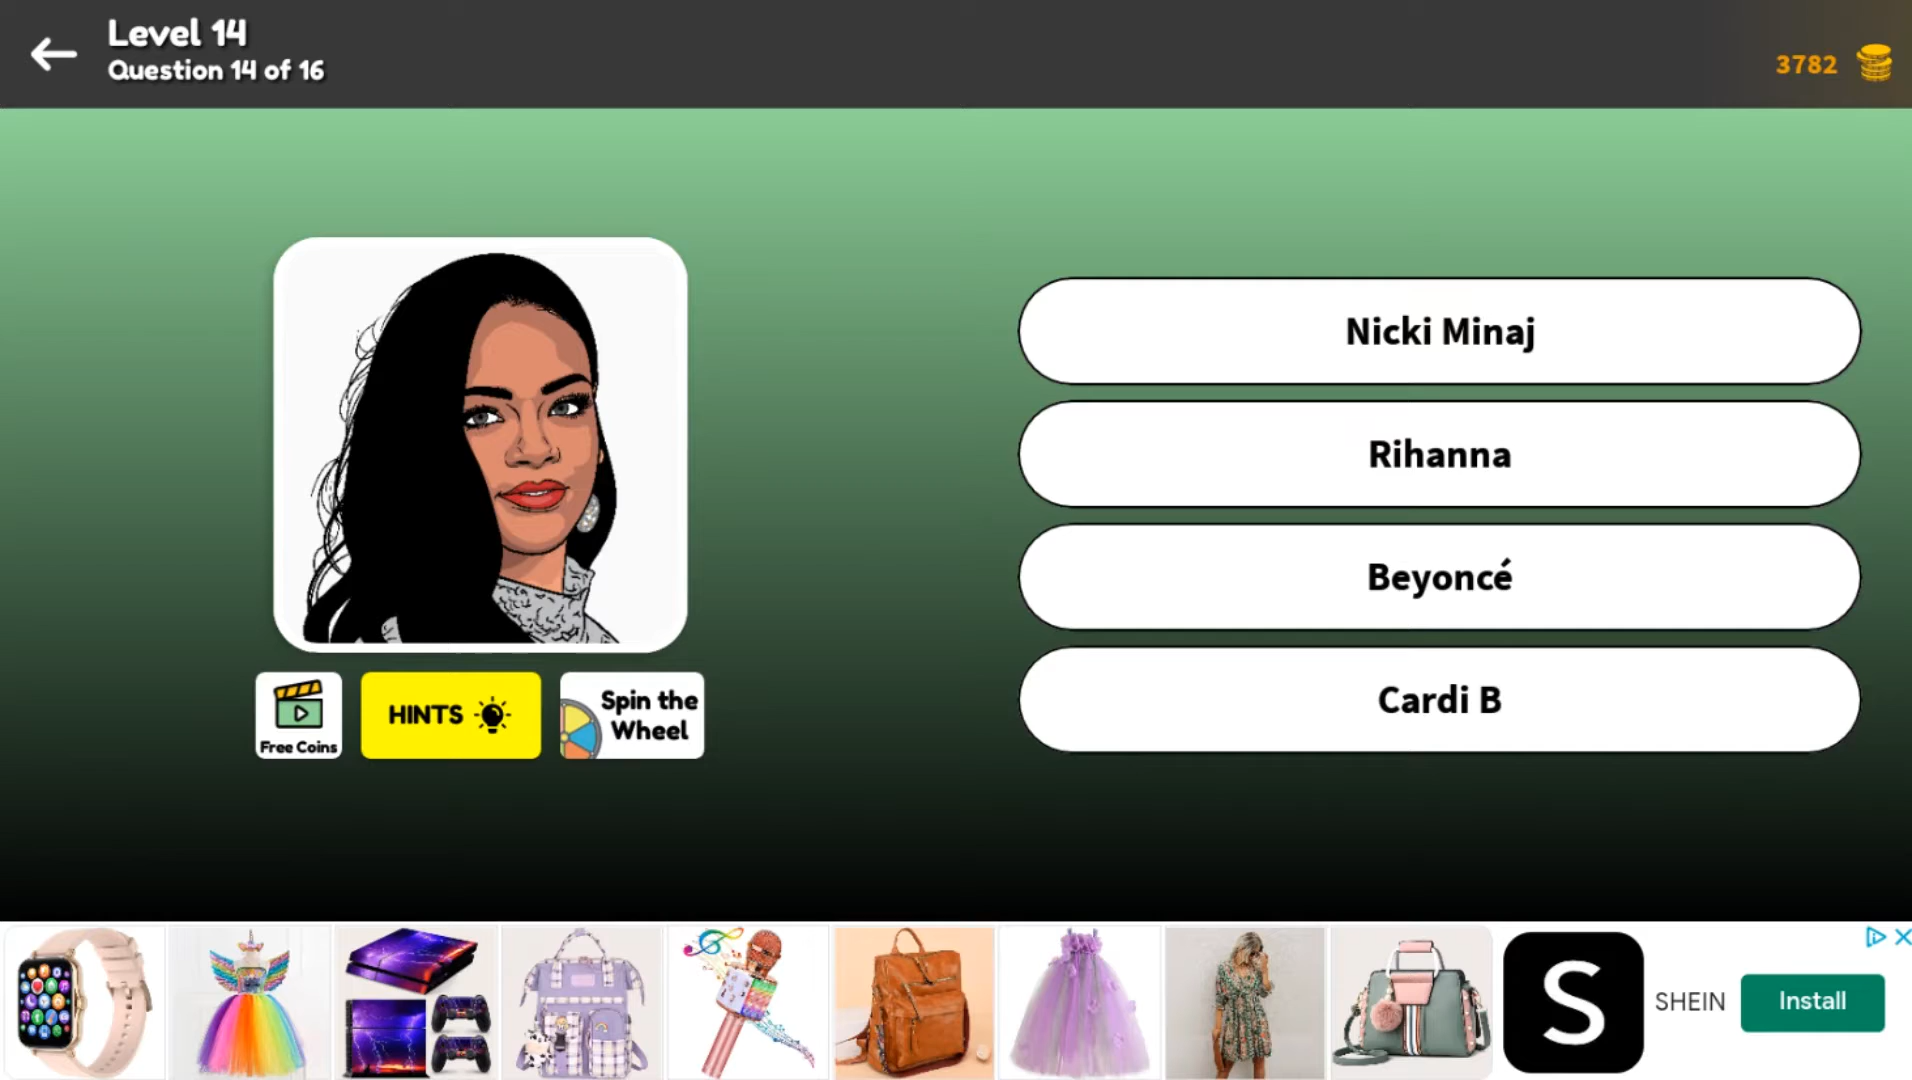 Level 14
Question 14 of 16
3782
Nicki Minaj
Rihanna
Beyoncé
Cardi B
Free Coins
HINTS
Spin the
Wheel
S
SHEIN
Install